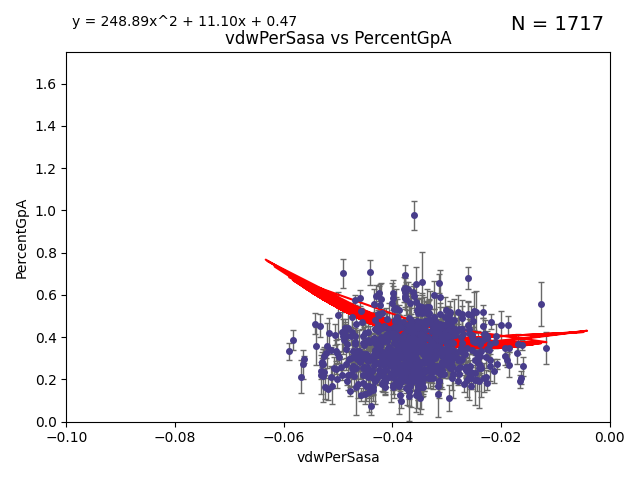 y = 248.89x^2 + 11.10x + 0.47
N = 1717
vdwPerSasa vs PercentGpA
PercentGpA
1.6
1.4
1.2
1.0
0.8
0.6
0.4
0.2
0.0
−0.10 −0.08 −0.06 −0.04 −0.02 0.00
vdwPerSasa